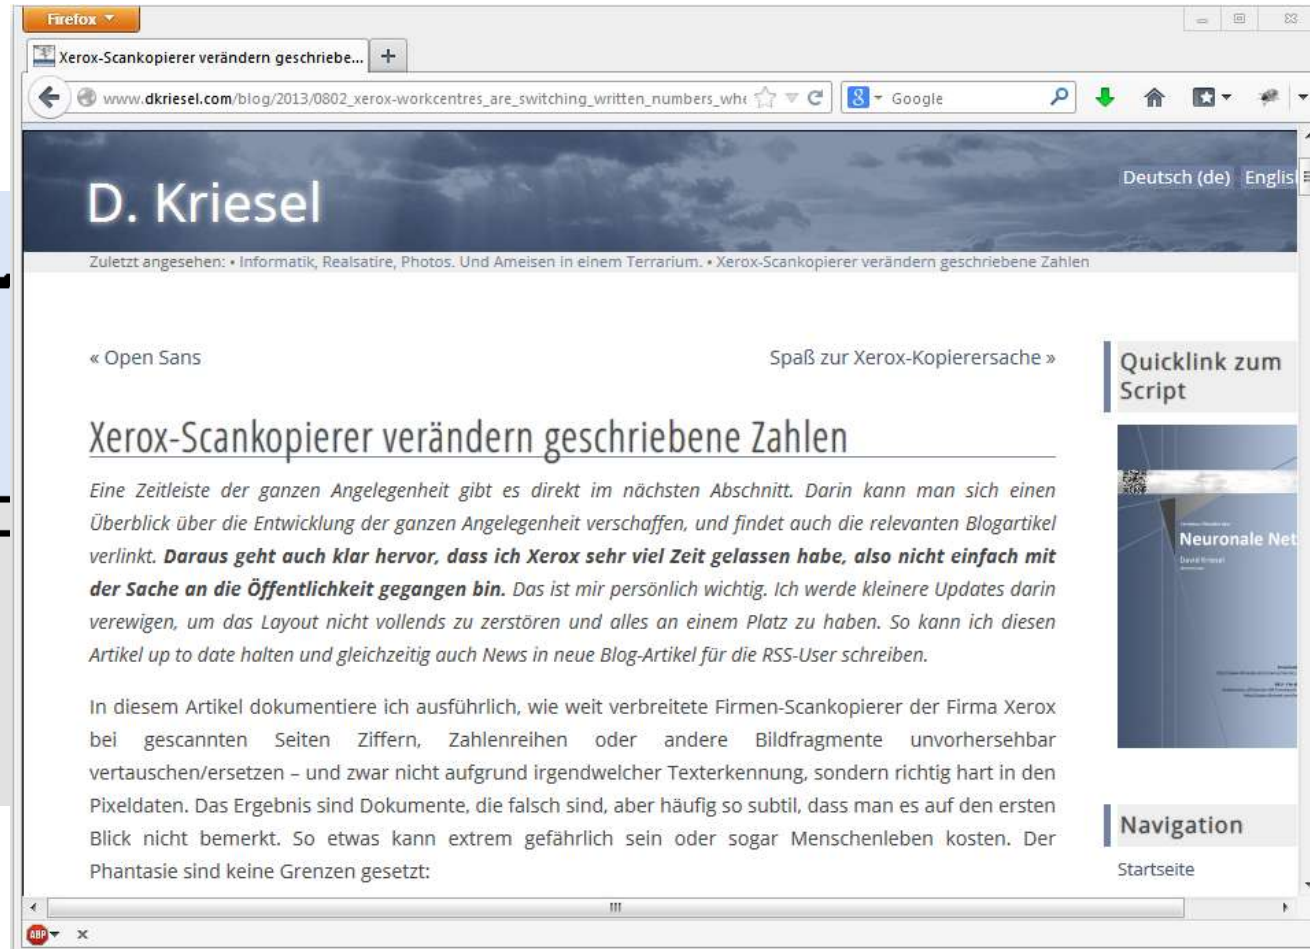 Firefox
Xerox-Scankopierer verändern geschriebe...
www.dkriesel.com/blog/2013/0802_xerox-workcentres_are_switching_written_numbers_whe
Google
D. Kriesel
Deutsch (de) Englisl
Zuletzt angesehen: • Informatik, Realsatire, Photos. Und Ameisen in einem Terrarium. • Xerox-Scankopierer verändern geschriebene Zahlen
« Open Sans
Spaß zur Xerox-Kopierersache »
Quicklink zum
Script
Xerox-Scankopierer verändern geschriebene Zahlen
Eine Zeitleiste der ganzen Angelegenheit gibt es direkt im nächsten Abschnitt. Darin kann man sich einen
Überblick über die Entwicklung der ganzen Angelegenheit verschaffen, und findet auch die relevanten Blogartikel
verlinkt. Daraus geht auch klar hervor, dass ich Xerox sehr viel Zeit gelassen habe, also nicht einfach mit
der Sache an die Öffentlichkeit gegangen bin. Das ist mir persönlich wichtig. Ich werde kleinere Updates darin
verewigen, um das Layout nicht vollends zu zerstören und alles an einem Platz zu haben. So kann ich diesen
Artikel up to date halten und gleichzeitig auch News in neue Blog-Artikel für die RSS-User schreiben.
Neuronale Net
David Kriesel
In diesem Artikel dokumentiere ich ausführlich, wie weit verbreitete Firmen-Scankopierer der Firma Xerox
bei gescannten Seiten Ziffern, Zahlenreihen oder andere Bildfragmente unvorhersehbar
vertauschen/ersetzen – und zwar nicht aufgrund irgendwelcher Texterkennung, sondern richtig hart in den
Pixeldaten. Das Ergebnis sind Dokumente, die falsch sind, aber häufig so subtil, dass man es auf den ersten
Blick nicht bemerkt. So etwas kann extrem gefährlich sein oder sogar Menschenleben kosten. Der
Phantasie sind keine Grenzen gesetzt:
Navigation
Startseite
ABP